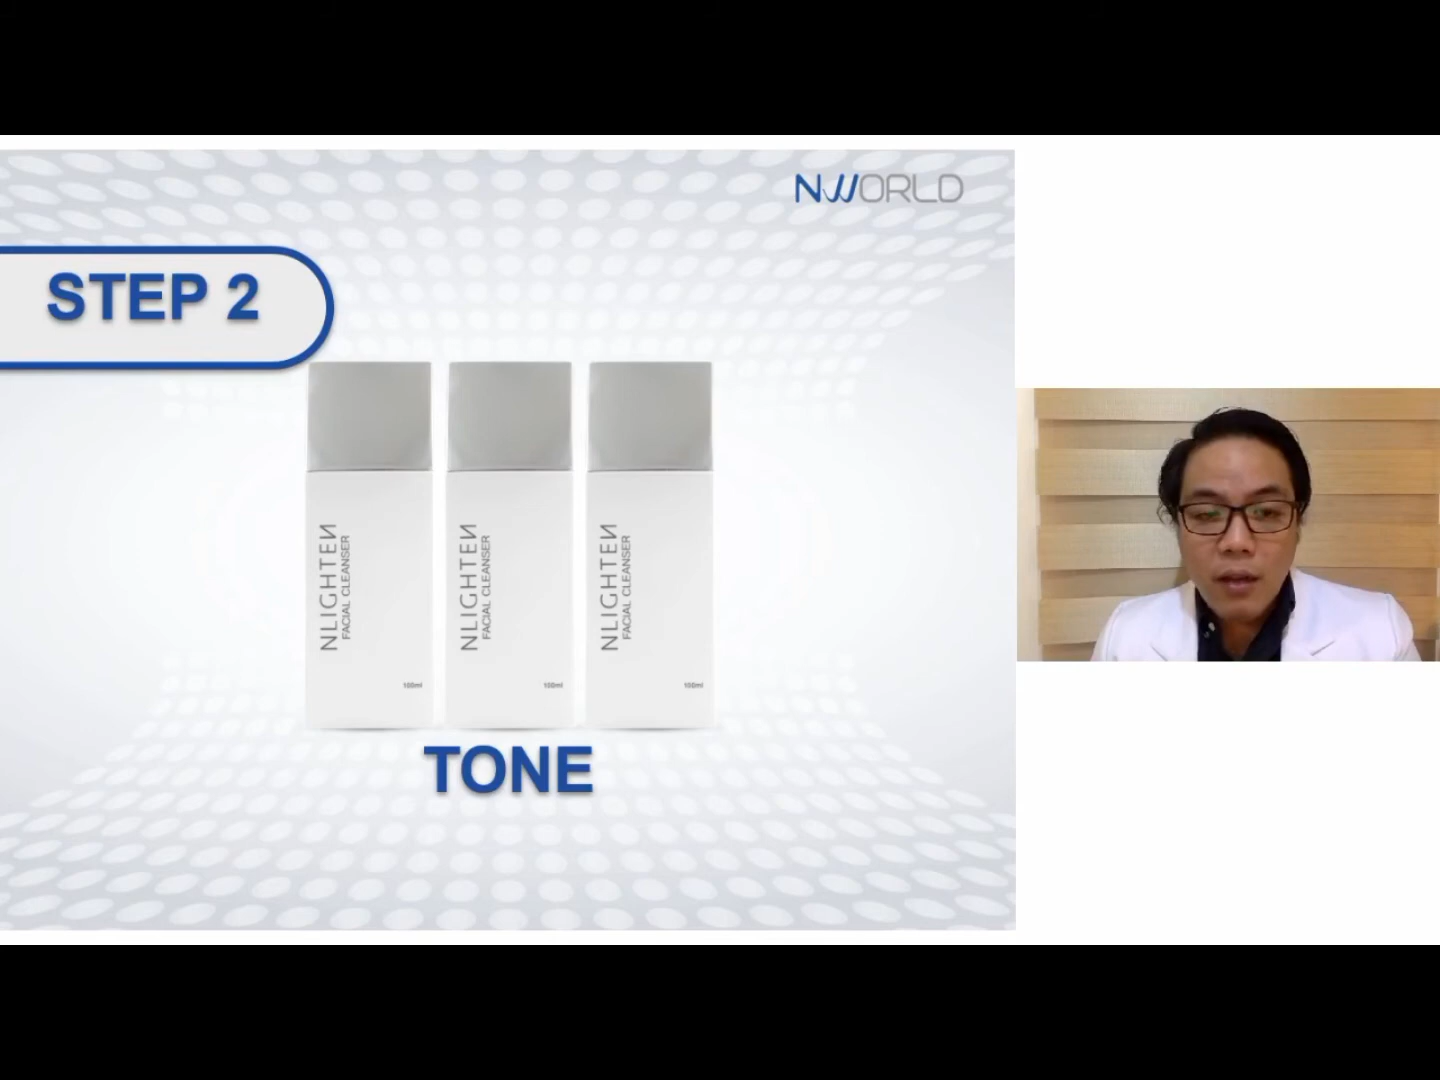 NWORLD
STEP 2
NLIGHTEN
FACIAL CLEANSER
100ml
NLIGHTEN
FACIAL CLEANSER
100ml
NLIGHTEN
FACIAL CLEANSER
100ml
TONE